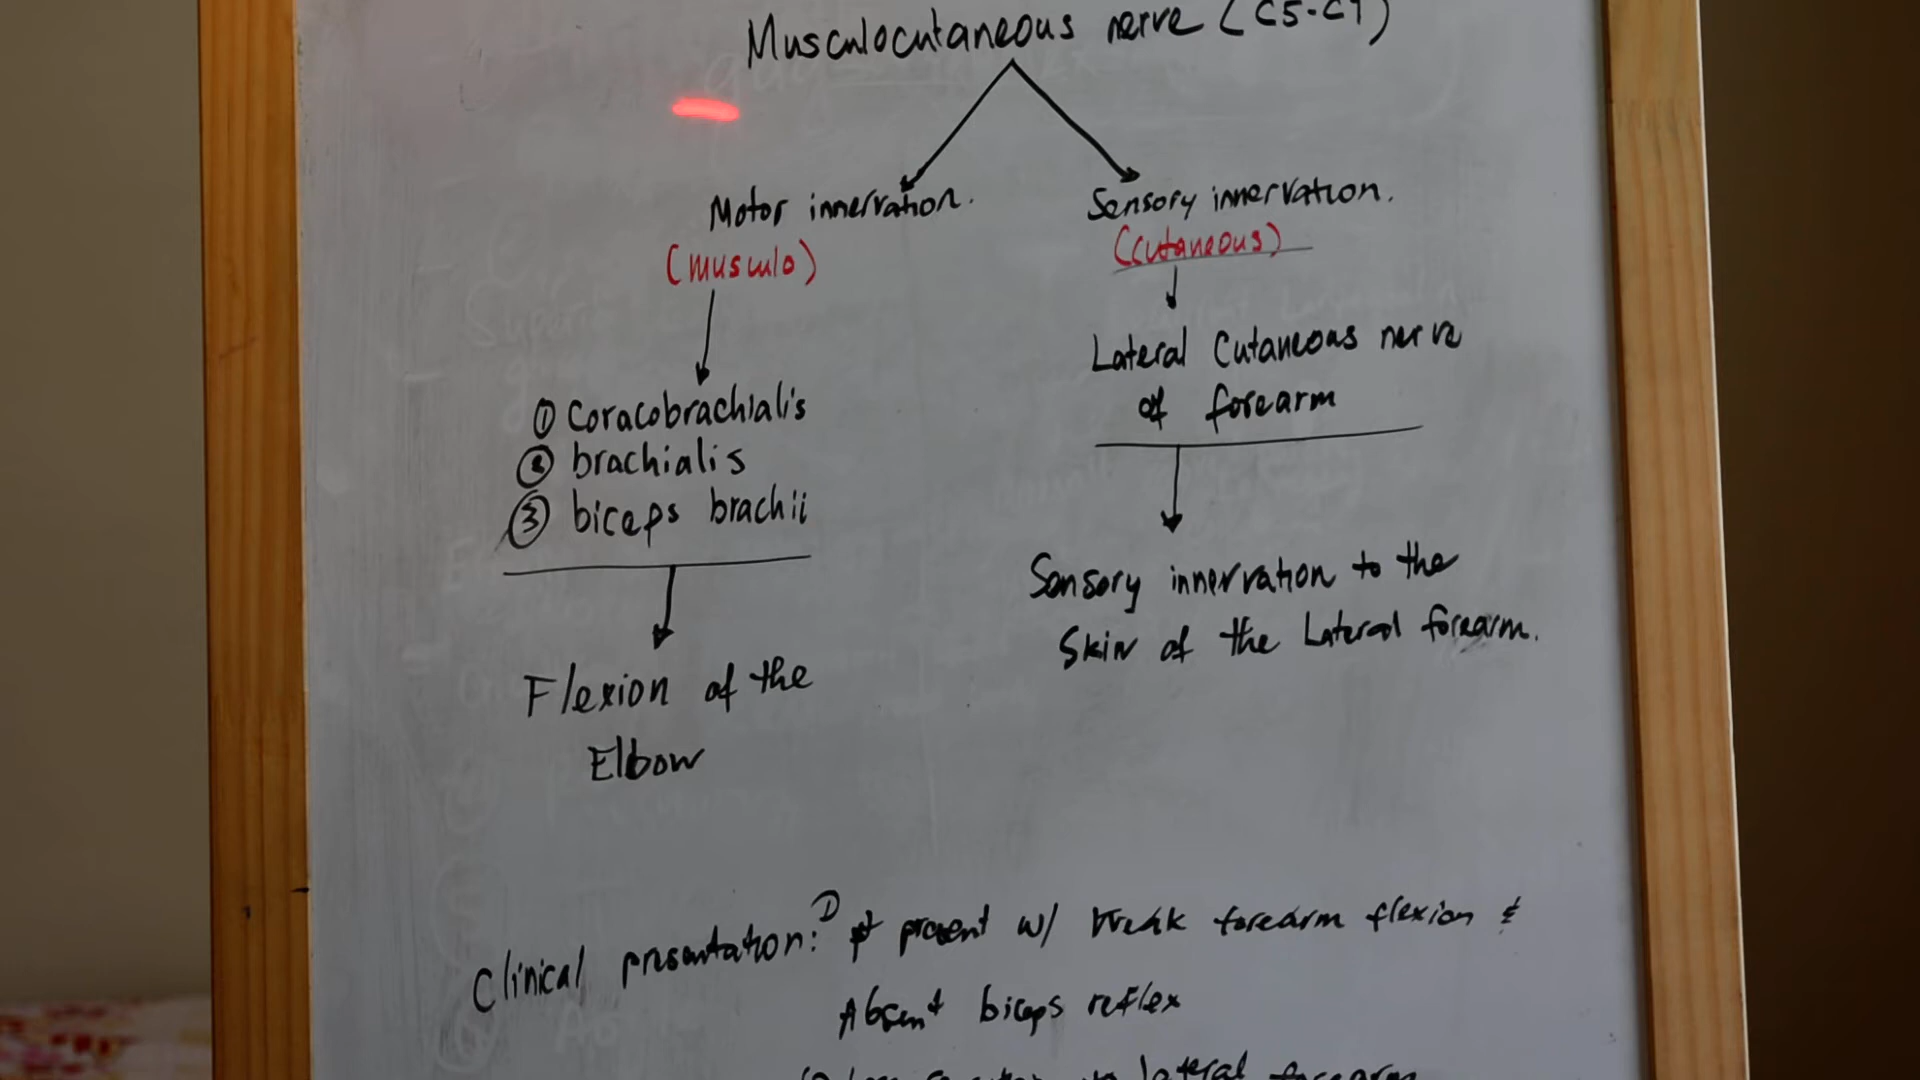 Musculocutaneous nerve (C5-C7)
Motor innervation.
(musculo)
① Coracobrachialis
② brachialis
③ biceps brachii
Flexion of the
Elbow
Sensory innervation.
(cutaneous)
Lateral Cutaneous nerve
of forearm
Sensory innervation to the
Skin of the Lateral forearm.
Clinical presentation: ① pt present w/ Weak forearm flexion &
Absent biceps reflex
lateral forearm